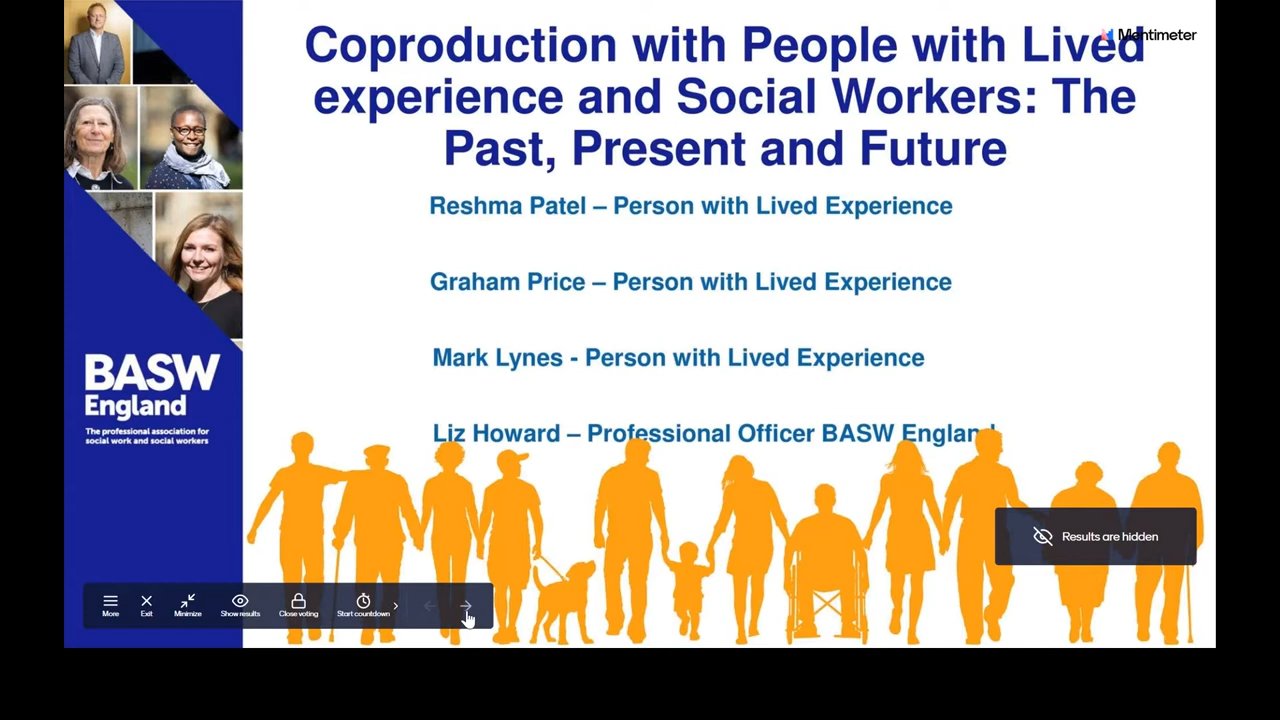 Coproduction with People with Lived
experience and Social Workers: The
Past, Present and Future
Mentimeter
Reshma Patel – Person with Lived Experience
Graham Price – Person with Lived Experience
Mark Lynes - Person with Lived Experience
Liz Howard – Professional Officer BASW England
BASW
England
The professional association for
social work and social workers
Results are hidden
More Exit Minimize Show results Close voting Start countdown